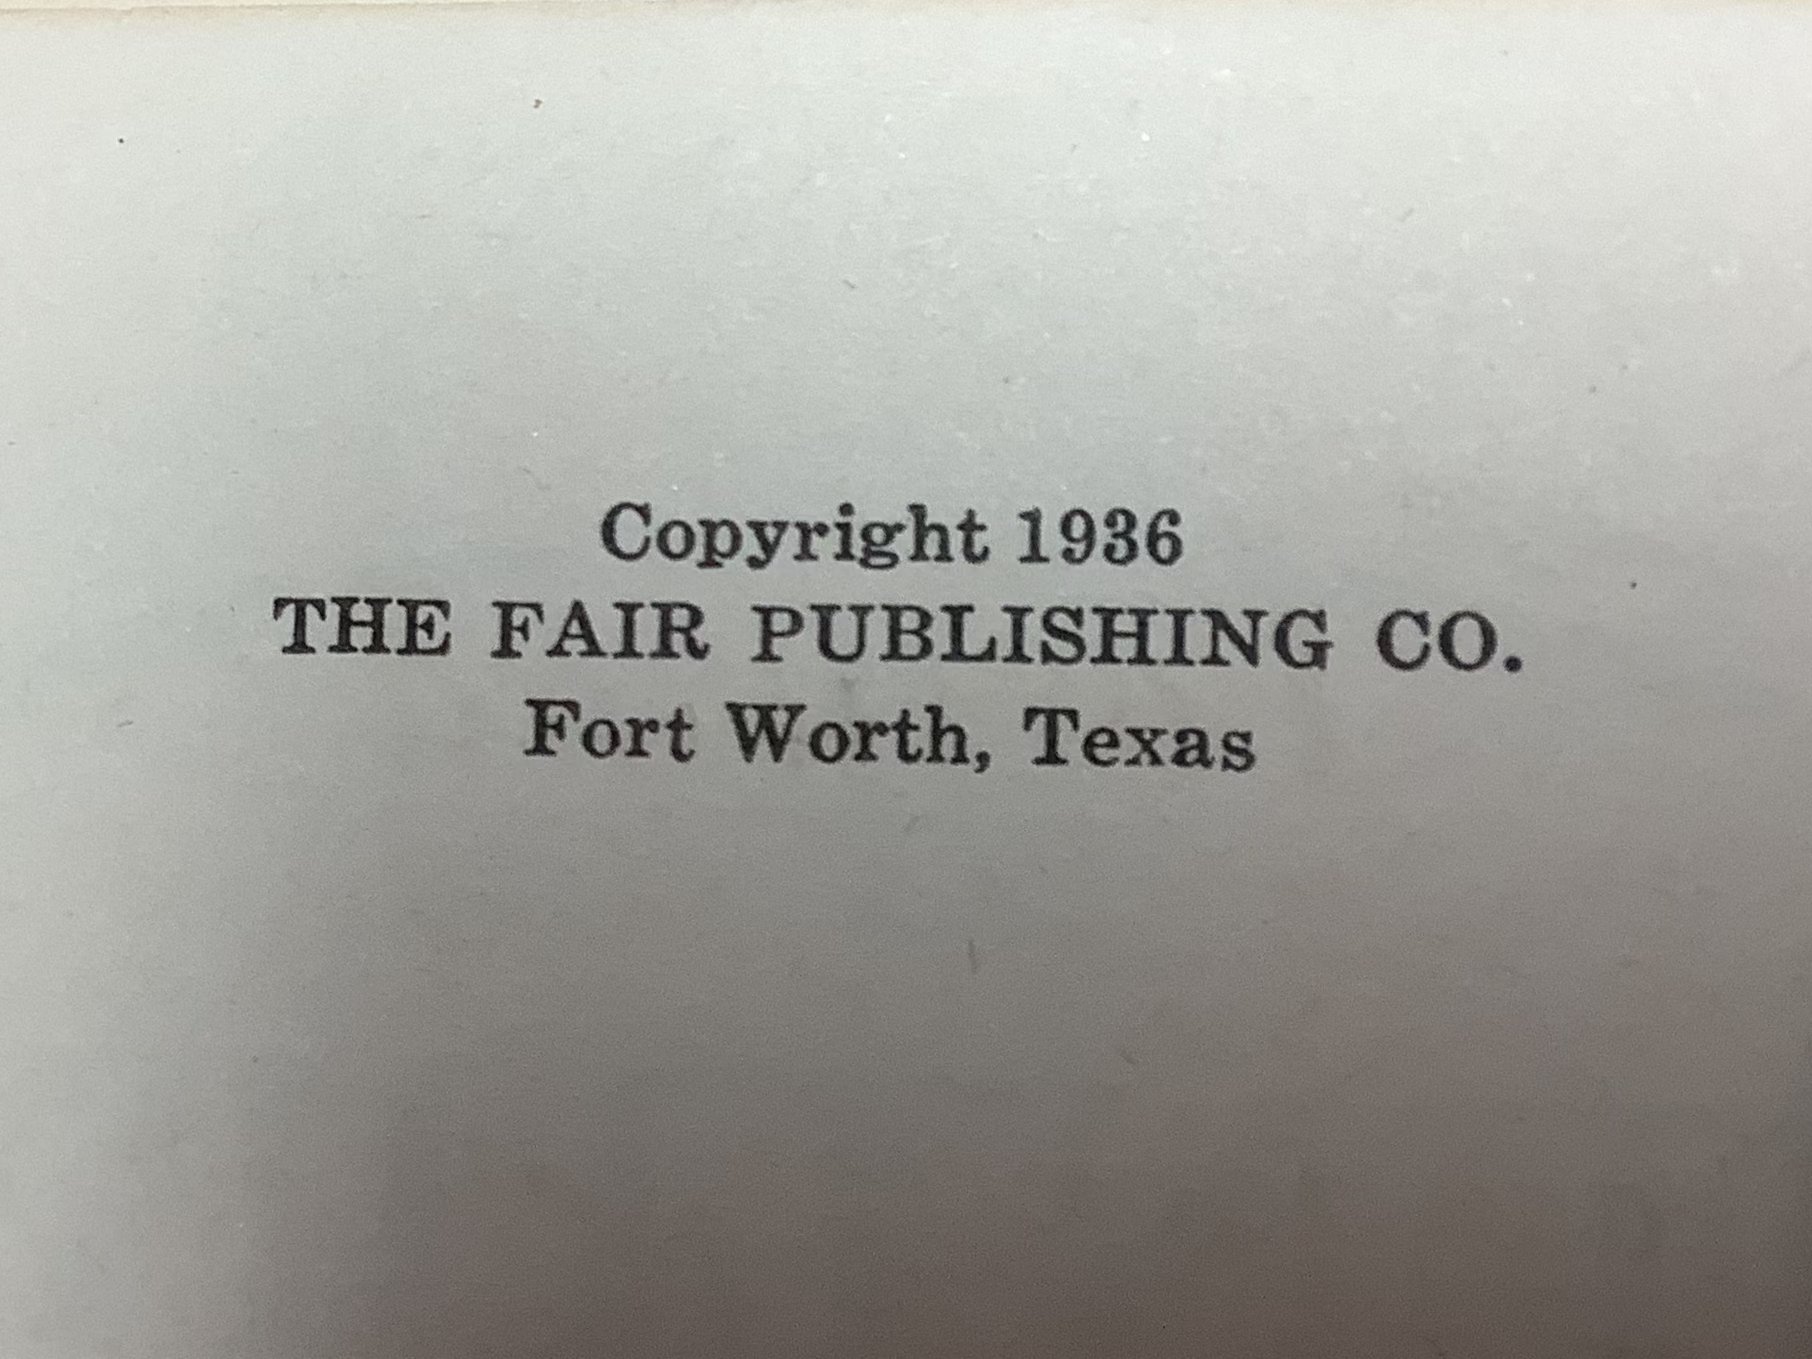 Copyright 1936
THE FAIR PUBLISHING CO.
Fort Worth, Texas